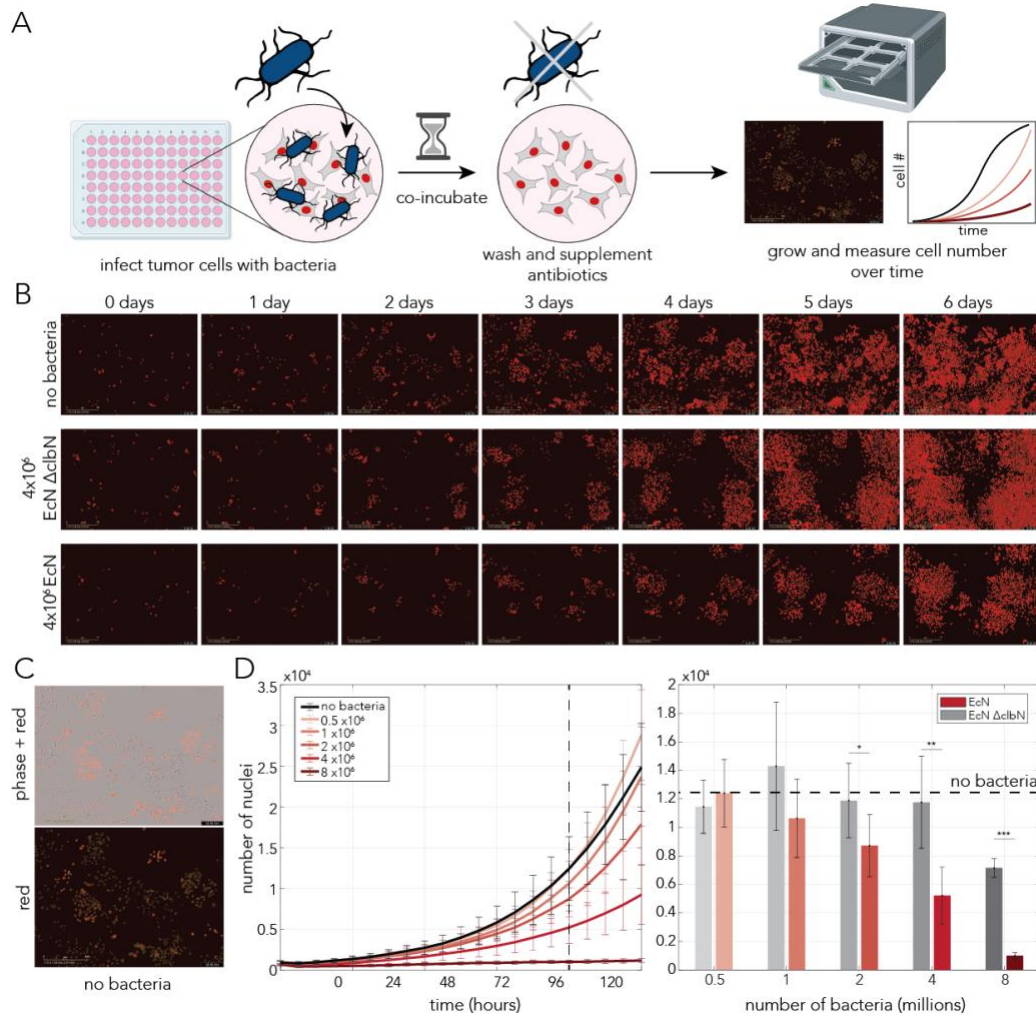 A
infect tumor cells with bacteria
co-incubate
wash and supplement
antibiotics
cell #
time
grow and measure cell number
over time
B
0 days
1 day
2 days
3 days
4 days
5 days
6 days
no bacteria
4x10⁶
EcN ΔclbN
4x10⁶ EcN
C
phase + red
red
no bacteria
D
x10⁴
3.5
3
2.5
2
1.5
1
0.5
0
number of nuclei
no bacteria
0.5 x10⁶
1 x10⁶
2 x10⁶
4 x10⁶
8 x10⁶
0
24
48
72
96
120
time (hours)
x10⁴
2
1.8
1.6
1.4
1.2
1
0.8
0.6
0.4
0.2
0
EcN
EcN ΔclbN
no bacteria
*
**
***
0.5
1
2
4
8
number of bacteria (millions)